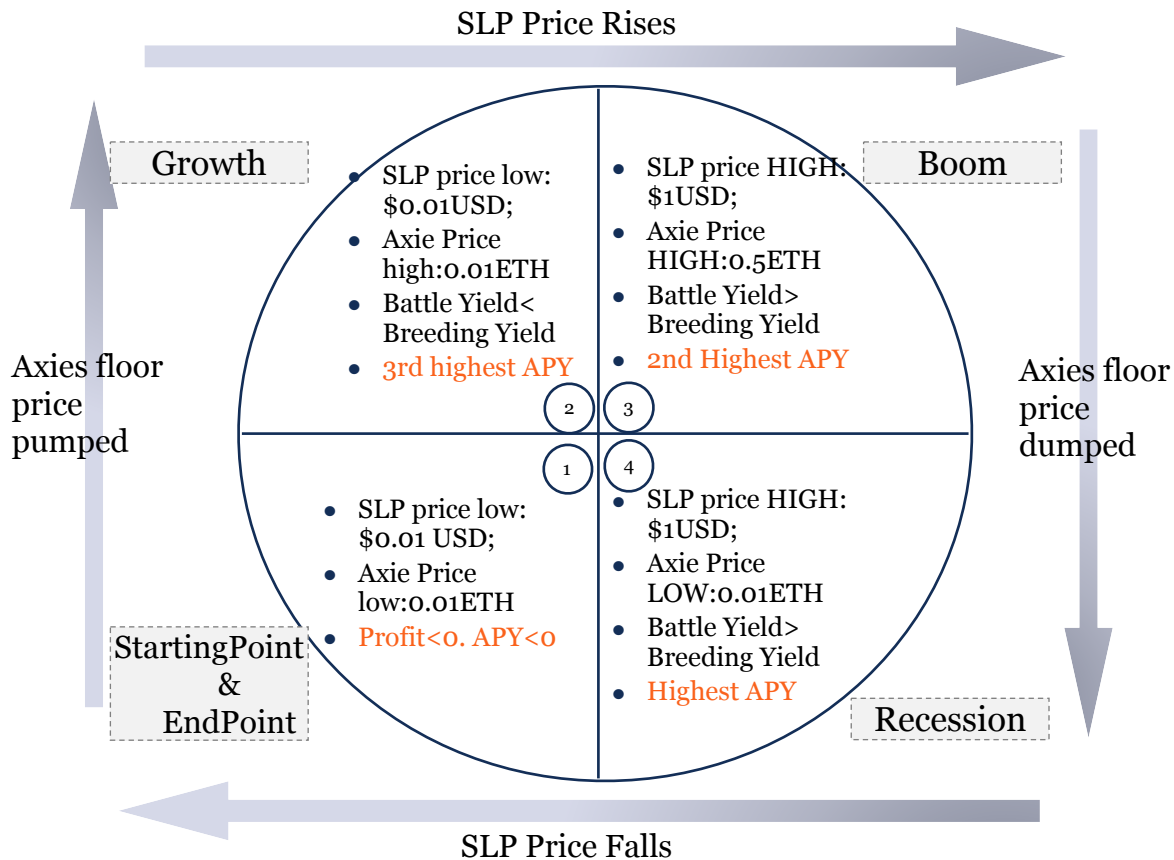 SLP Price Rises
Growth
• SLP price low:
$0.01USD;
• Axie Price
high:0.01ETH
• Battle Yield<
Breeding Yield
• 3rd highest APY
• SLP price HIGH:
$1USD;
• Axie Price
HIGH:0.5ETH
• Battle Yield>
Breeding Yield
• 2nd Highest APY
Boom
Axies floor
price
pumped
Axies floor
price
dumped
2
3
1
4
• SLP price low:
$0.01 USD;
• Axie Price
low:0.01ETH
• Profit<0. APY<0
• SLP price HIGH:
$1USD;
• Axie Price
LOW:0.01ETH
• Battle Yield>
Breeding Yield
• Highest APY
StartingPoint
&
EndPoint
Recession
SLP Price Falls